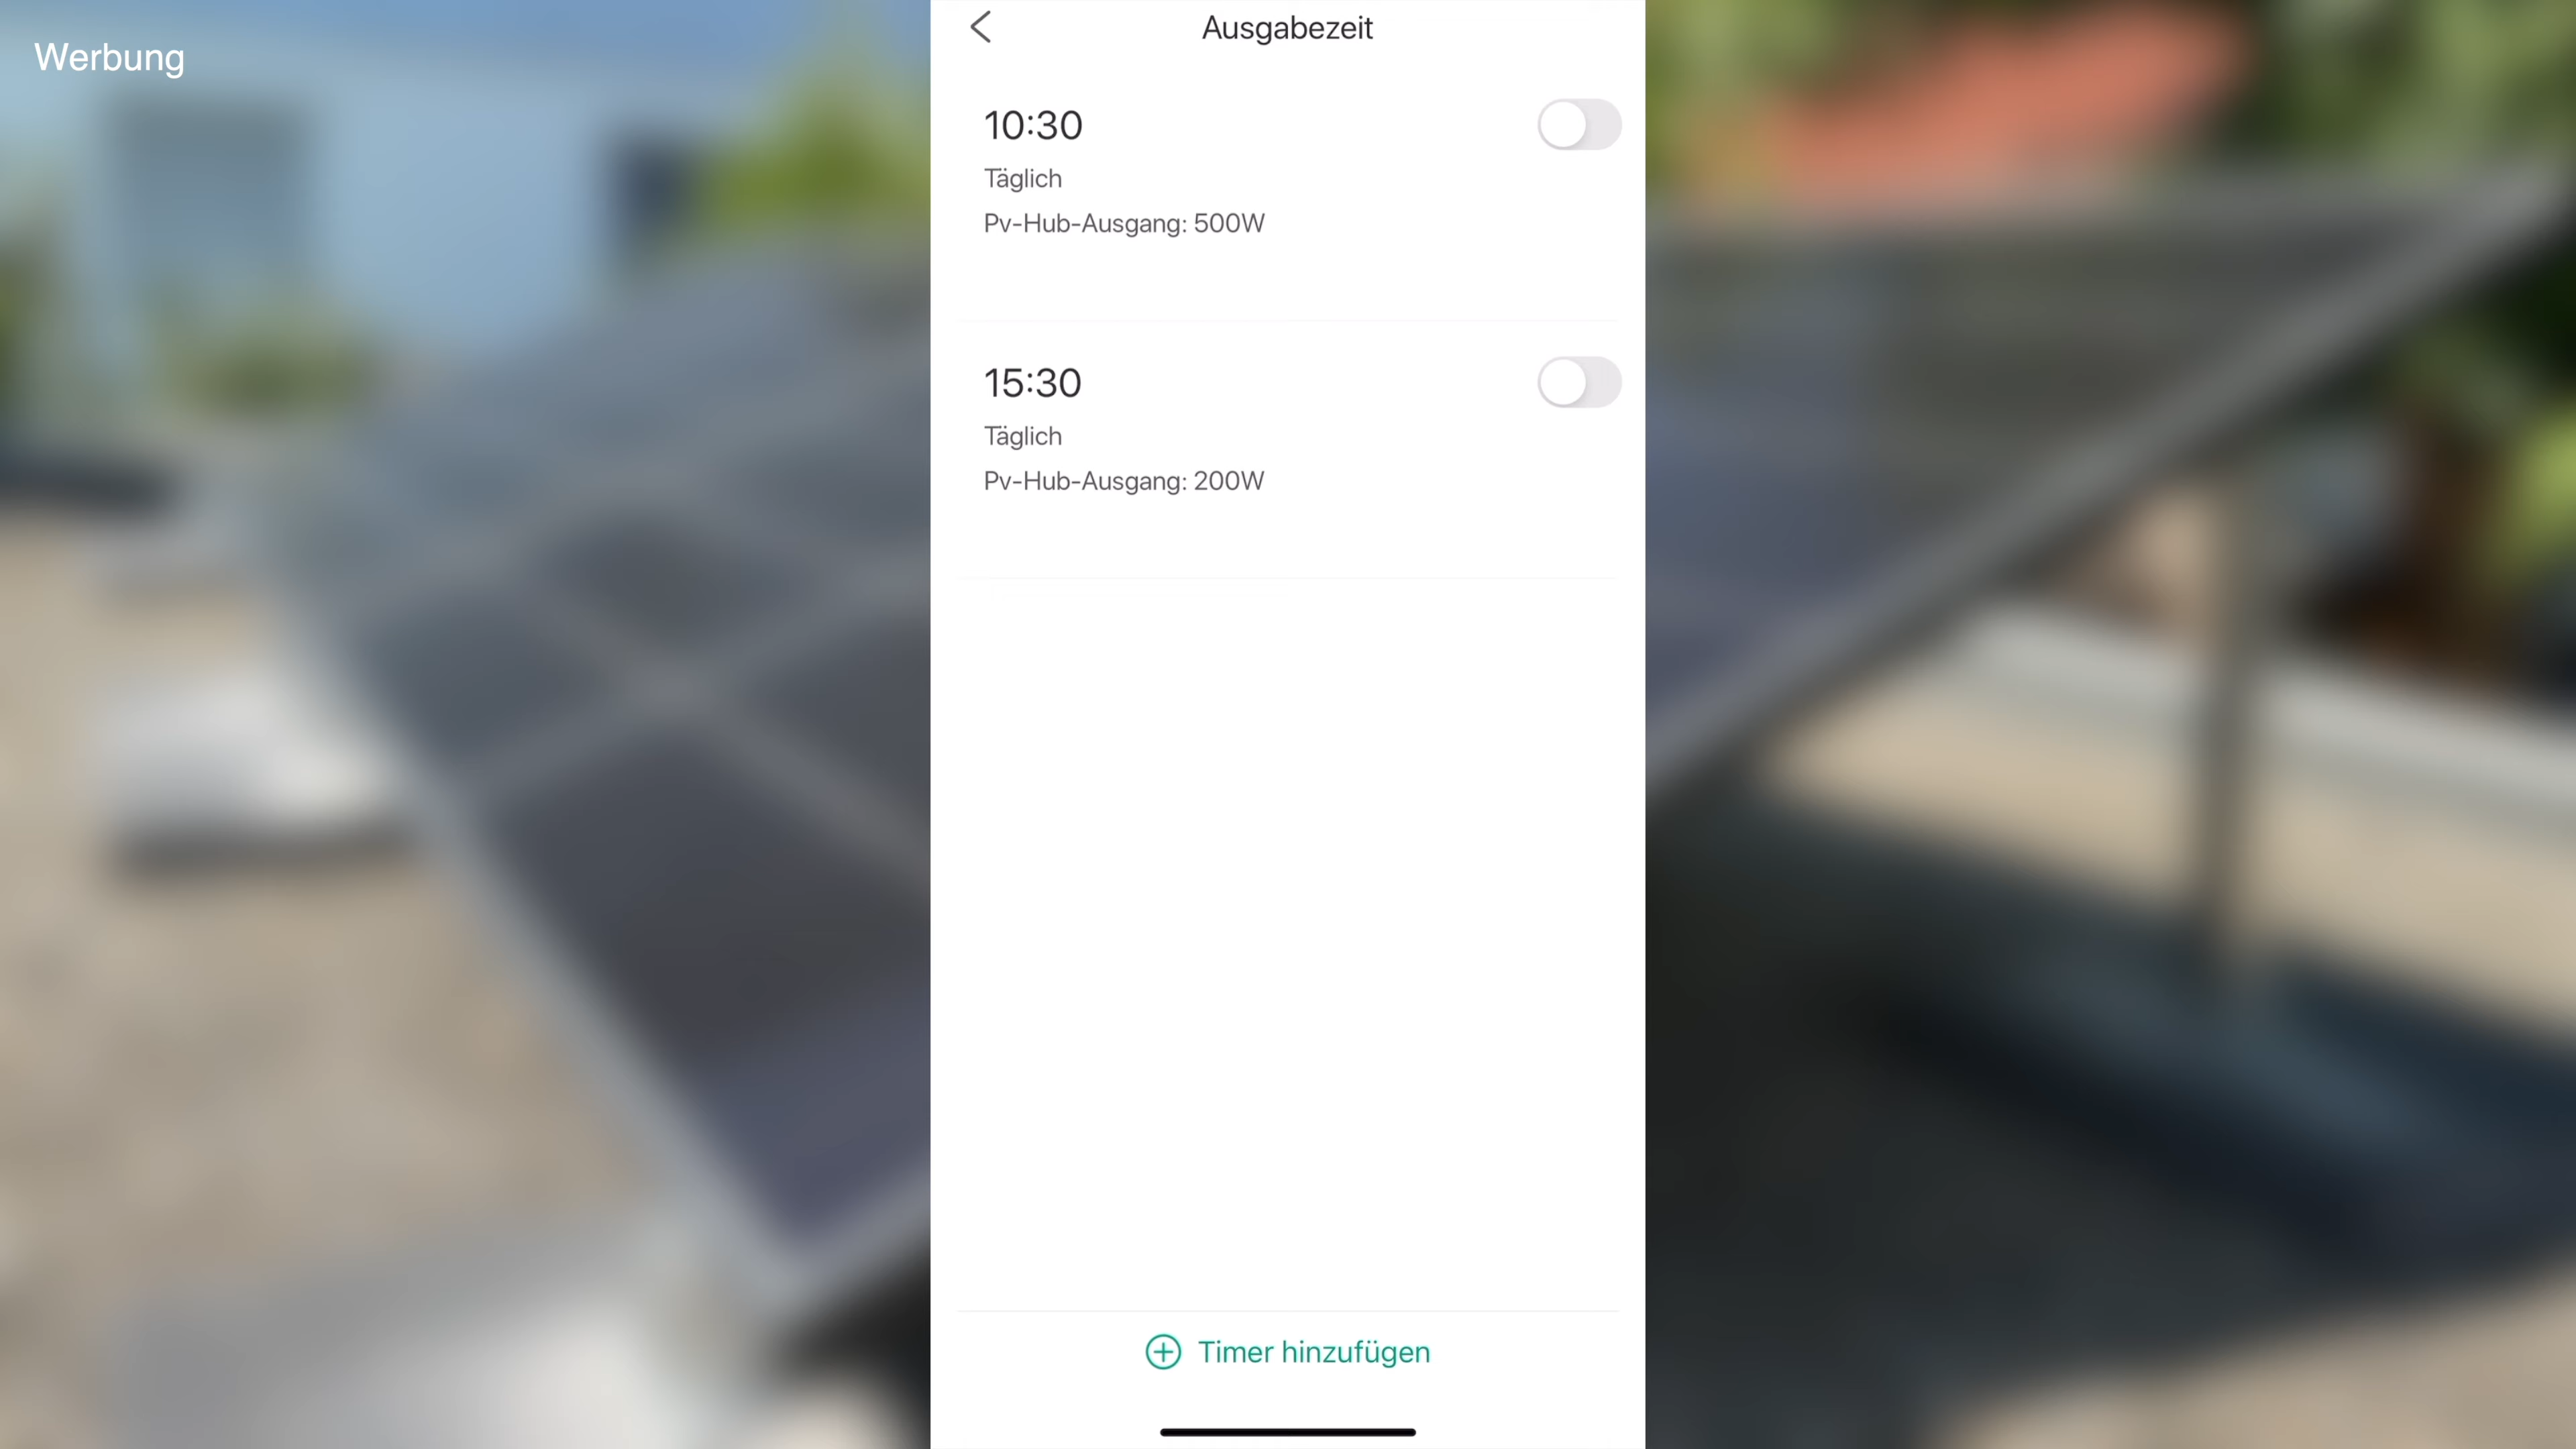 Werbung
Ausgabezeit
10:30
Täglich
Pv-Hub-Ausgang: 500W
15:30
Täglich
Pv-Hub-Ausgang: 200W
Timer hinzufügen